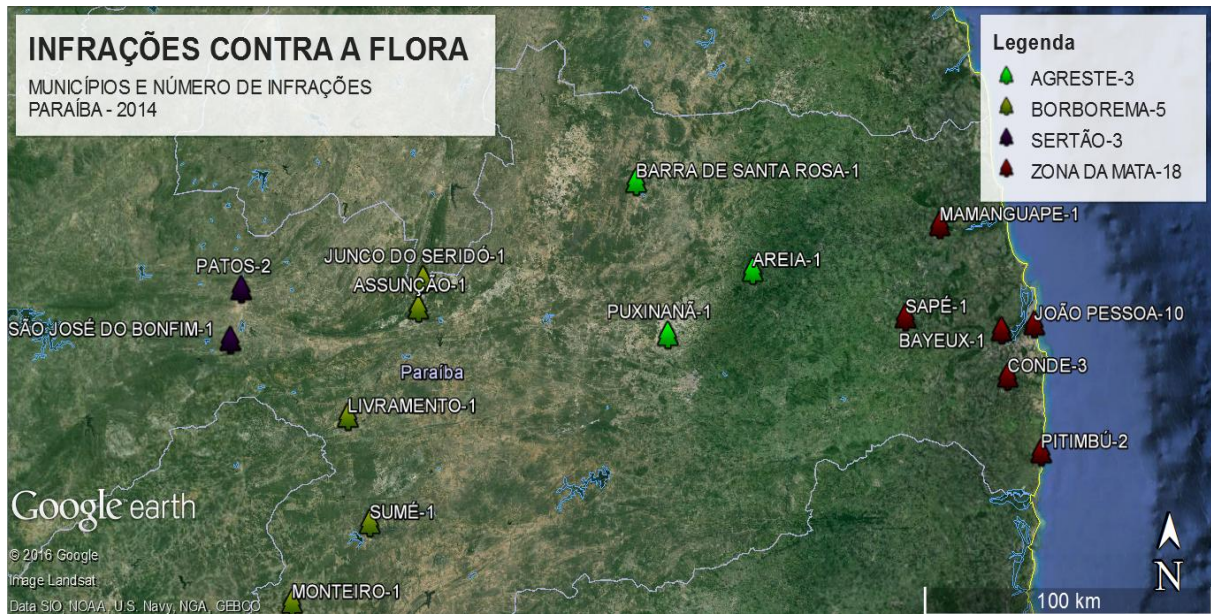 INFRAÇÕES CONTRA A FLORA
MUNICÍPIOS E NÚMERO DE INFRAÇÕES
PARAÍBA - 2014
Legenda
AGRESTE-3
BORBOREMA-5
SERTÃO-3
ZONA DA MATA-18
BARRA DE SANTA ROSA-1
MAMANGUAPE-1
JUNCO DO SERIDÓ-1
PATOS-2
AREIA-1
ASSUNÇÃO-1
SAPÉ-1
PUXINANÃ-1
JOÃO PESSOA-10
SÃO JOSÉ DO BONFIM-1
BAYEUX-1
CONDE-3
Paraíba
LIVRAMENTO-1
PITIMBÚ-2
Google earth
SUMÉ-1
© 2016 Google
Image Landsat
MONTEIRO-1
N
100 km
Data SIO, NOAA, U.S. Navy, NGA, GEBCO